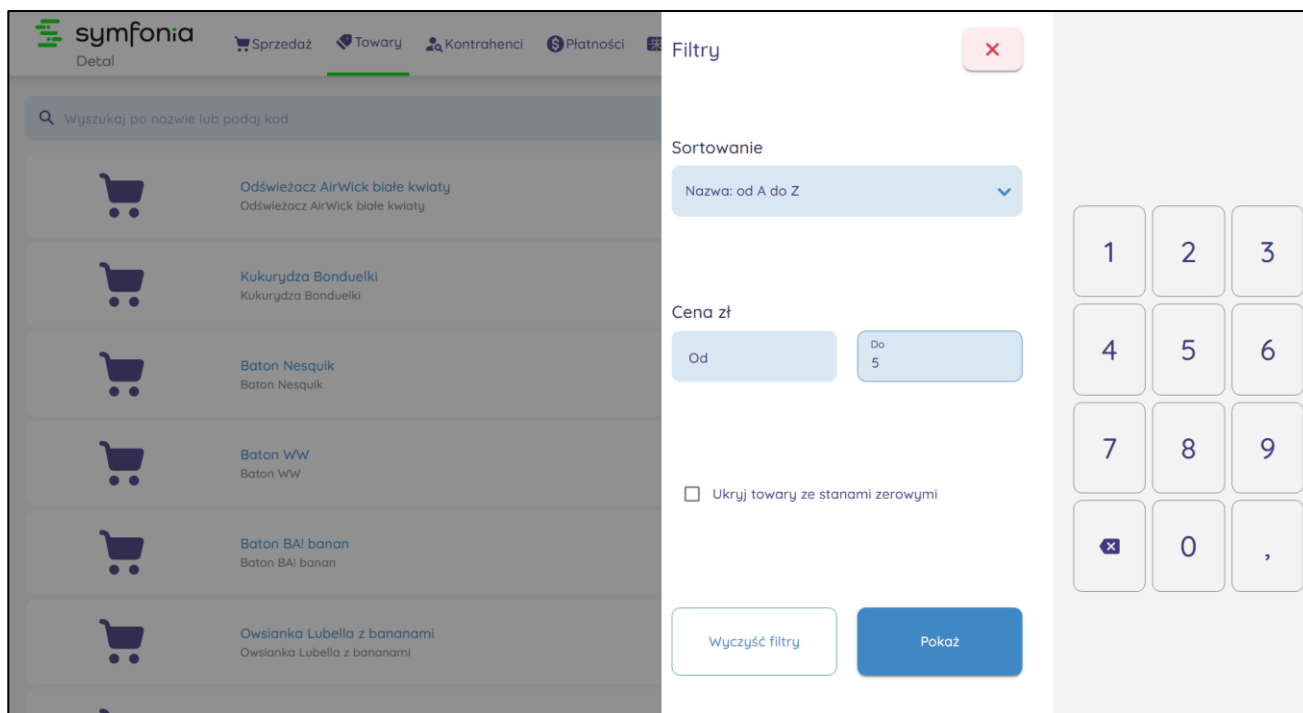 symfonia
Detal
Sprzedaż
Towary
Kontrahenci
Płatności
Wyszukaj po nazwie lub podaj kod
Odświeżacz AirWick białe kwiaty
Odświeżacz AirWick białe kwiaty
Kukurydza Bonduelki
Kukurydza Bonduelki
Baton Nesquik
Baton Nesquik
Baton WW
Baton WW
Baton BA! banan
Baton BA! banan
Owsianka Lubella z bananami
Owsianka Lubella z bananami
Filtry
Sortowanie
Nazwa: od A do Z
Cena zł
Od
Do
5
Ukryj towary ze stanami zerowymi
Wyczyść filtry
Pokaż
1 2 3
4 5 6
7 8 9
0 ,